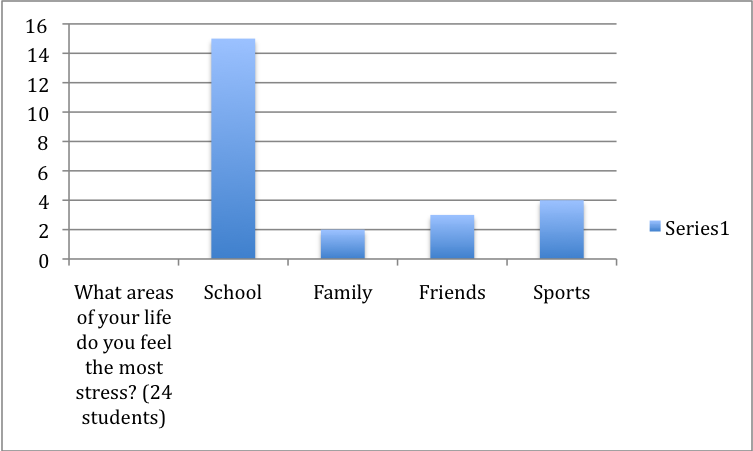 16
14
12
10
8
6
4
2
0
What areas
of your life
do you feel
the most
stress? (24
students)
School
Family
Friends
Sports
Series1